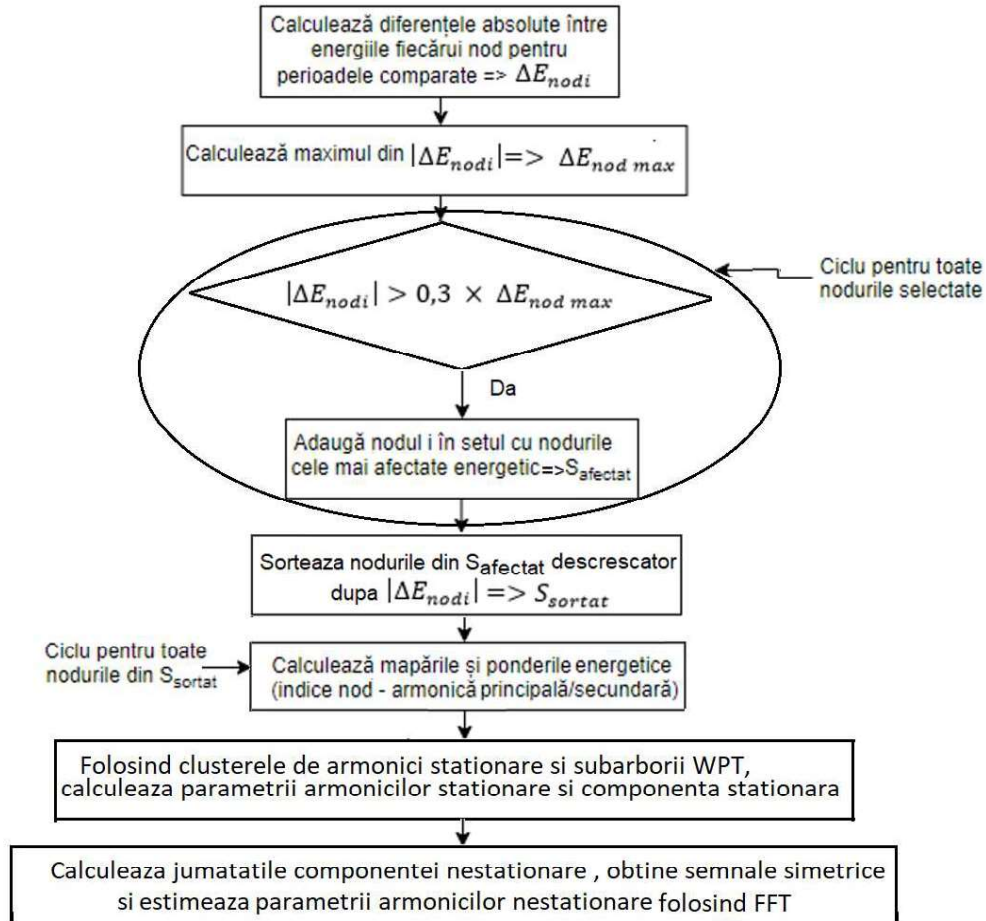 Calculează diferențele absolute între
energiile fiecărui nod pentru
perioadele comparate => ΔE_nodi
Calculează maximul din |ΔE_nodi|=> ΔE_nod max
|ΔE_nodi| > 0,3 × ΔE_nod max
Ciclu pentru toate
nodurile selectate
Da
Adaugă nodul i în setul cu nodurile
cele mai afectate energetic=>S_afectat
Sorteaza nodurile din S_afectat descrescator
dupa |ΔE_nodi| => S_sortat
Ciclu pentru toate
nodurile din S_sortat
Calculează mapările și ponderile energetice
(indice nod - armonică principală/secundară)
Folosind clusterele de armonici stationare si subarborii WPT,
calculeaza parametrii armonicilor stationare si componenta stationara
Calculeaza jumatatile componentei nestationare , obtine semnale simetrice
si estimeaza parametrii armonicilor nestationare folosind FFT